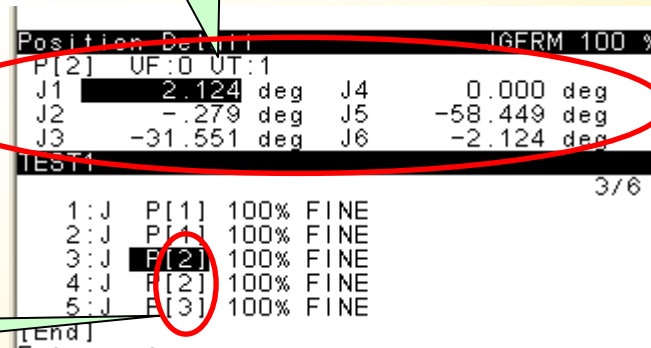 Position Detail JGFRM 100 %
P[2] UF:0 UT:1
J1 2.124 deg J4 0.000 deg
J2 -.279 deg J5 -58.449 deg
J3 -31.551 deg J6 -2.124 deg
TEST1
3/6
1:J P[1] 100% FINE
2:J P[1] 100% FINE
3:J P[2] 100% FINE
4:J P[2] 100% FINE
5:J P[3] 100% FINE
[End]